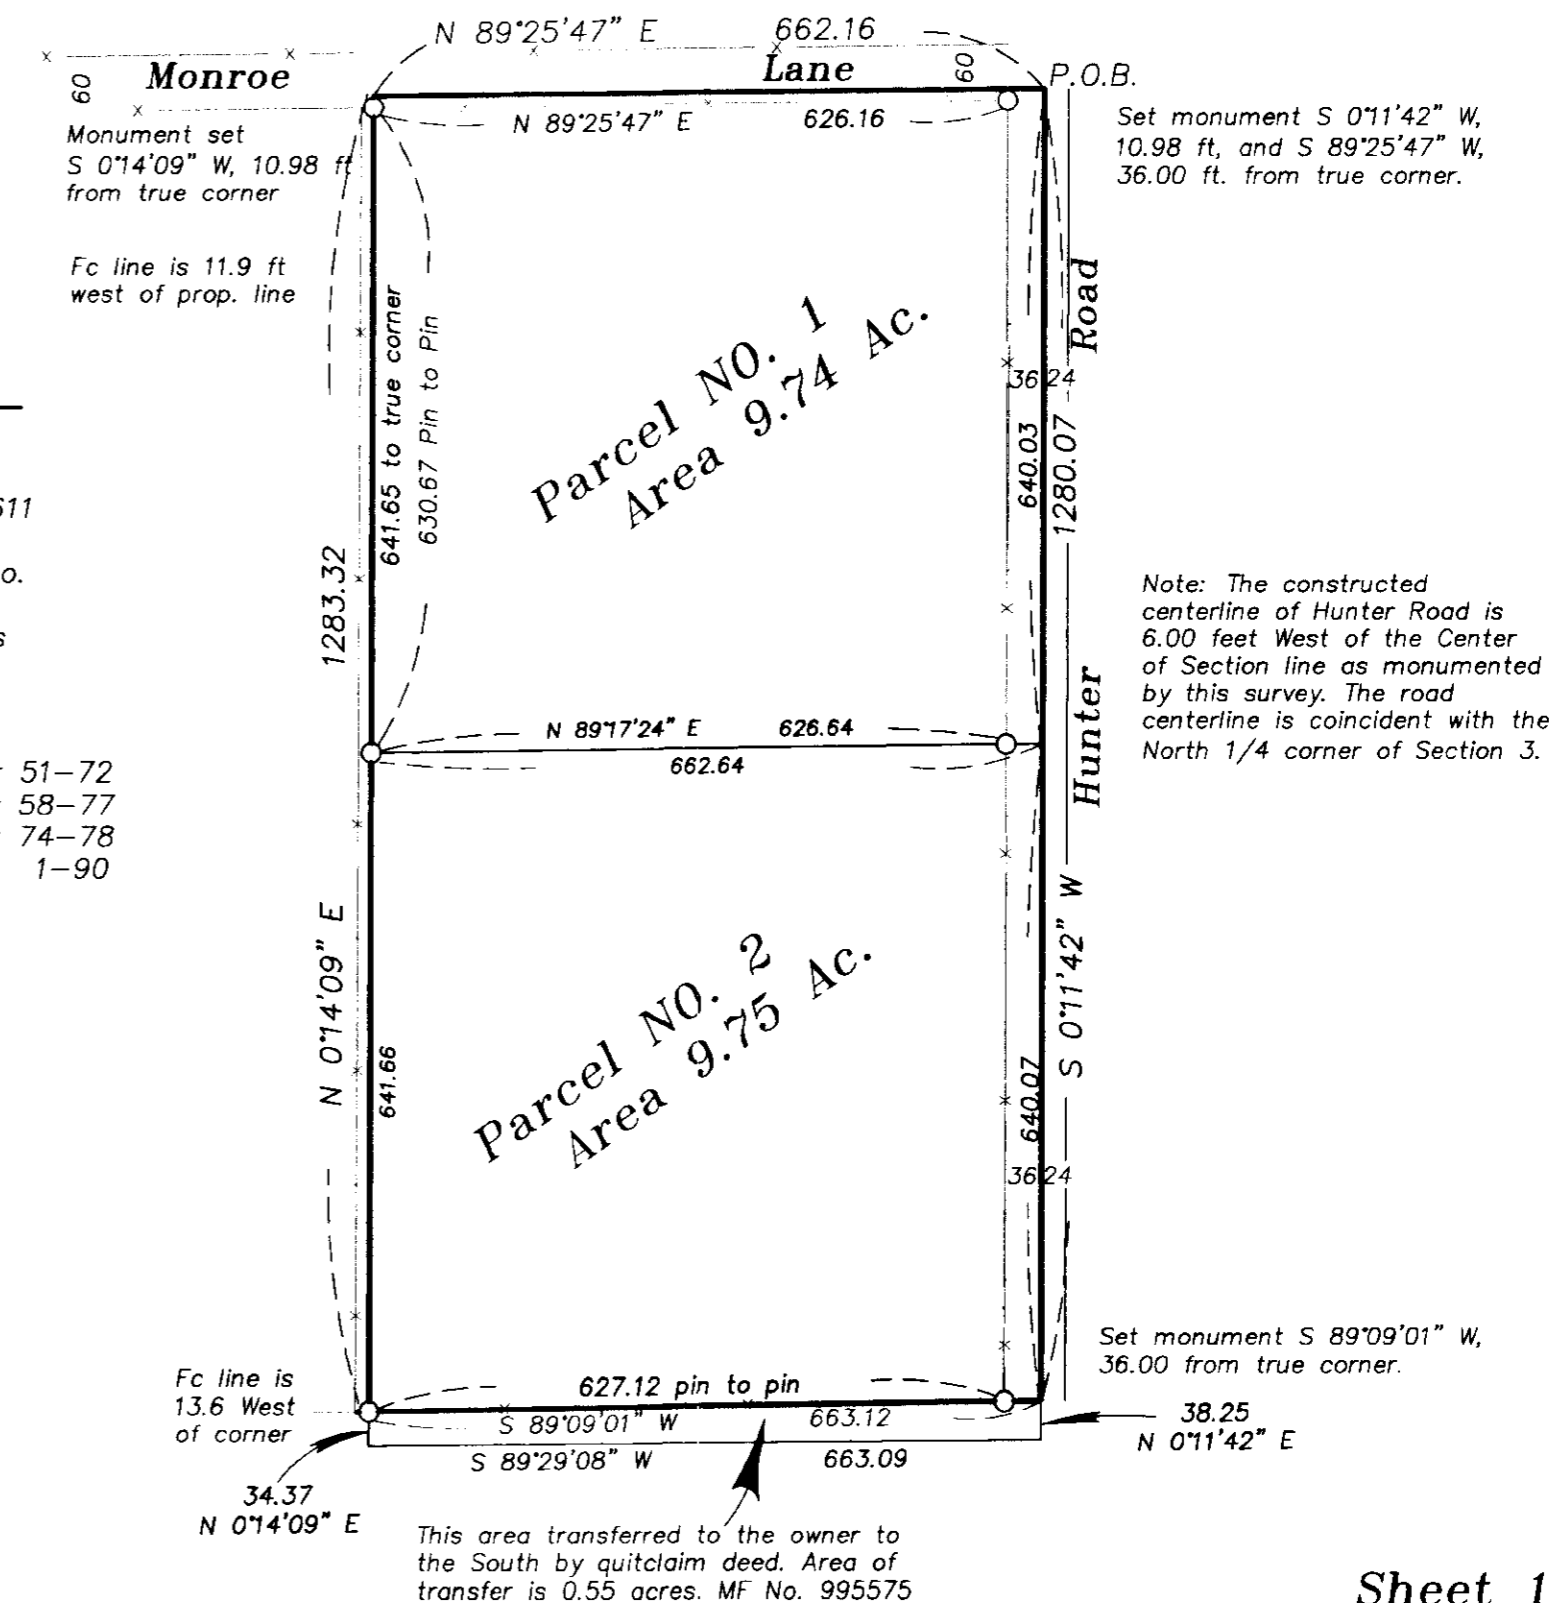 N 89°25'47" E 662.16
60 Monroe Lane 60 P.O.B.
N 89°25'47" E 626.16
Monument set
S 0°14'09" W, 10.98 ft
from true corner
Set monument S 0°11'42" W,
10.98 ft, and S 89°25'47" W,
36.00 ft. from true corner.
Fc line is 11.9 ft
west of prop. line
641.65 to true corner
630.67 Pin to Pin
1283.32
Parcel NO. 1
Area 9.74 Ac.
36 24
640.03
1280.07
Hunter Road
611
o.
s
51-72
58-77
74-78
1-90
Note: The constructed
centerline of Hunter Road is
6.00 feet West of the Center
of Section line as monumented
by this survey. The road
centerline is coincident with the
North 1/4 corner of Section 3.
N 89°17'24" E 626.64
662.64
N 0°14'09" E
641.66
Parcel NO. 2
Area 9.75 Ac.
S 0°11'42" W
640.07
36 24
Set monument S 89°09'01" W,
36.00 from true corner.
Fc line is
13.6 West
of corner
627.12 pin to pin
S 89°09'01" W 663.12
S 89°29'08" W 663.09
38.25
N 0°11'42" E
34.37
N 0°14'09" E
This area transferred to the owner to
the South by quitclaim deed. Area of
transfer is 0.55 acres. MF No. 995575
Sheet 1